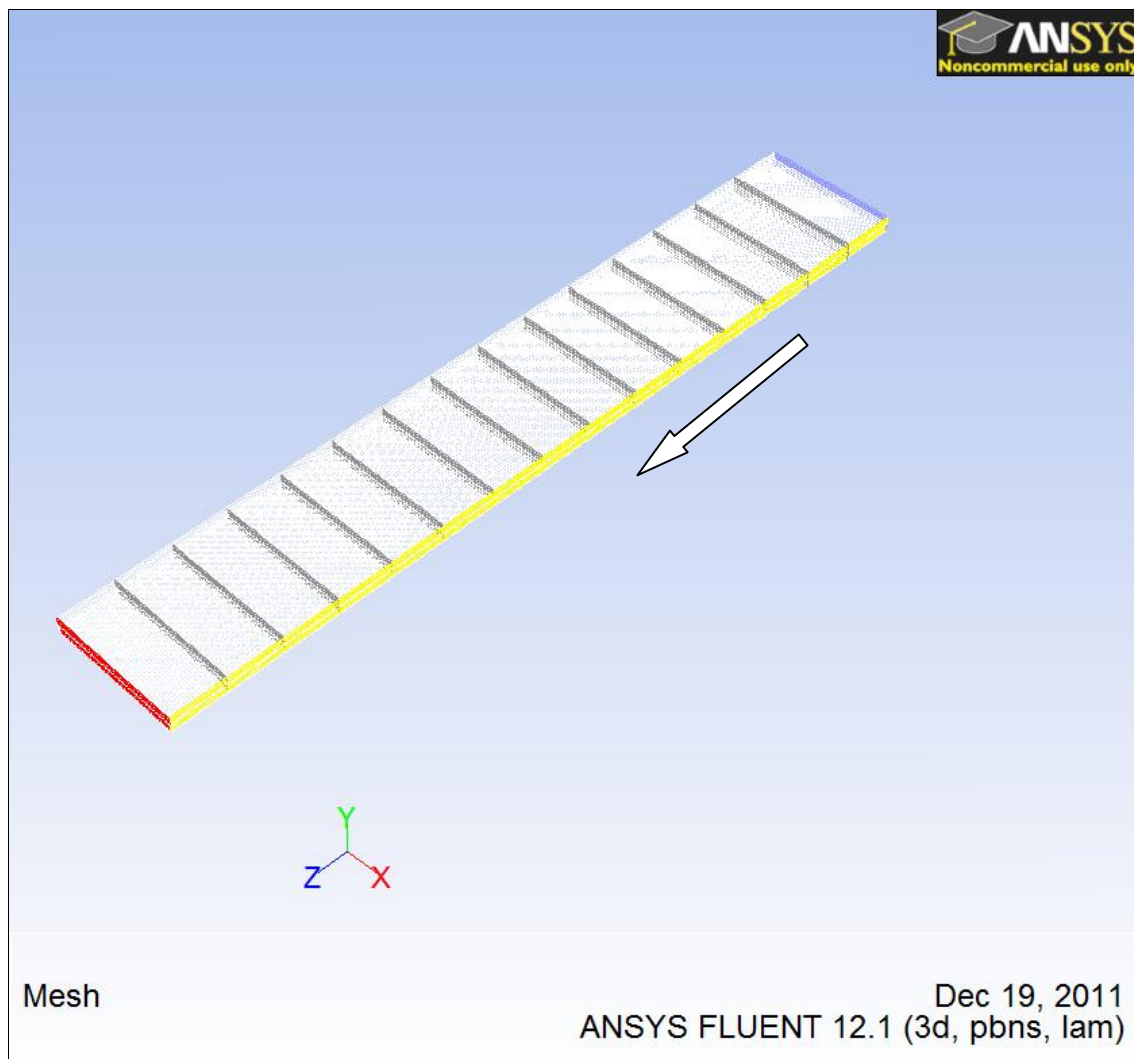 ANSYS
Noncommercial use only
Y
Z
X
Mesh
Dec 19, 2011
ANSYS FLUENT 12.1 (3d, pbns, lam)